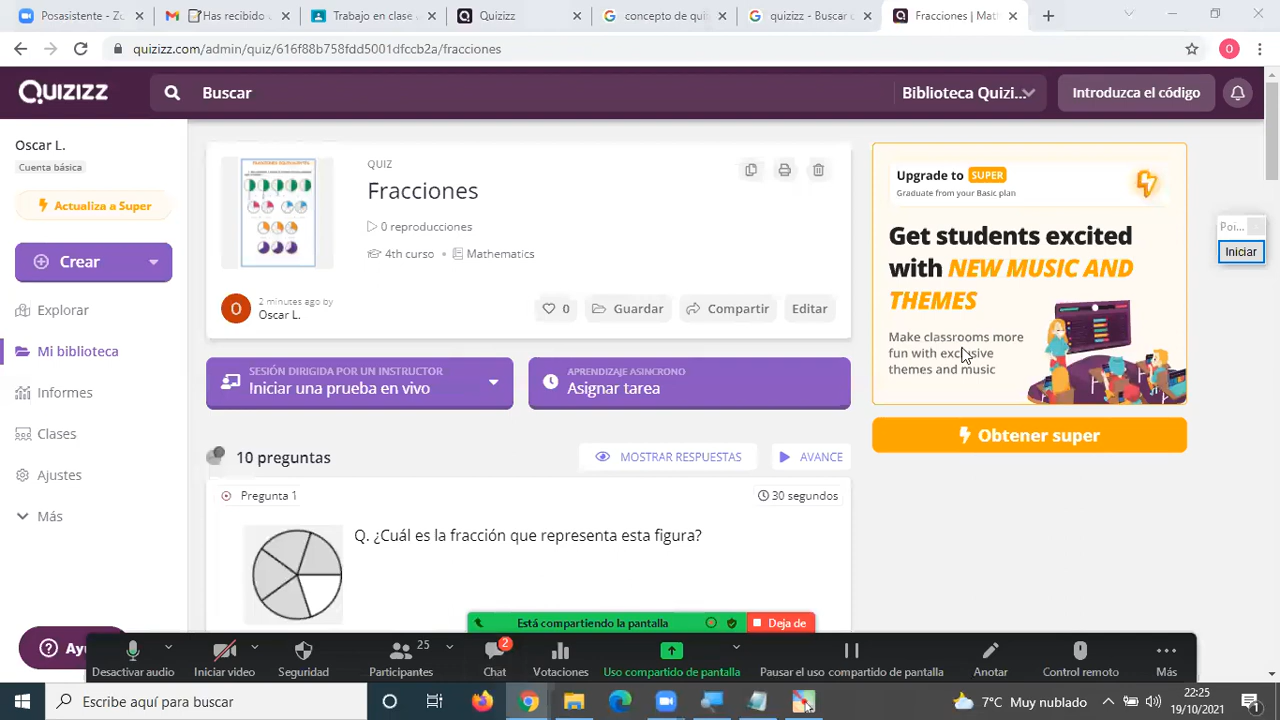 Posasistente - Zo
Has recibido
Trabajo en clase
Quizizz
concepto de qui
quizizz - Buscar
Fracciones | Mat
quizizz.com/admin/quiz/616f88b758fdd5001dfccb2a/fracciones
O
Quizizz
Buscar
Biblioteca Quizi...
Introduzca el código
Oscar L.
Cuenta básica
Actualiza a Super
Crear
Explorar
Mi biblioteca
Informes
Clases
Ajustes
Más
QUIZ
Fracciones
0 reproducciones
4th curso • Mathematics
O
2 minutes ago by
Oscar L.
0
Guardar
Compartir
Editar
SESIÓN DIRIGIDA POR UN INSTRUCTOR
Iniciar una prueba en vivo
APRENDIZAJE ASINCRONO
Asignar tarea
10 preguntas
MOSTRAR RESPUESTAS
AVANCE
Pregunta 1
30 segundos
Q. ¿Cuál es la fracción que representa esta figura?
Upgrade to SUPER
Graduate from your Basic plan
Get students excited
with NEW MUSIC AND
THEMES
Make classrooms more
fun with exclusive
themes and music
Obtener super
Poi...
Iniciar
Está compartiendo la pantalla
Deja de
Ayu
Desactivar audio
Iniciar video
Seguridad
25
Participantes
2
Chat
Votaciones
Uso compartido de pantalla
Pausar el uso compartido de pantalla
Anotar
Control remoto
Más
Escribe aquí para buscar
7°C Muy nublado
22:25
19/10/2021
1